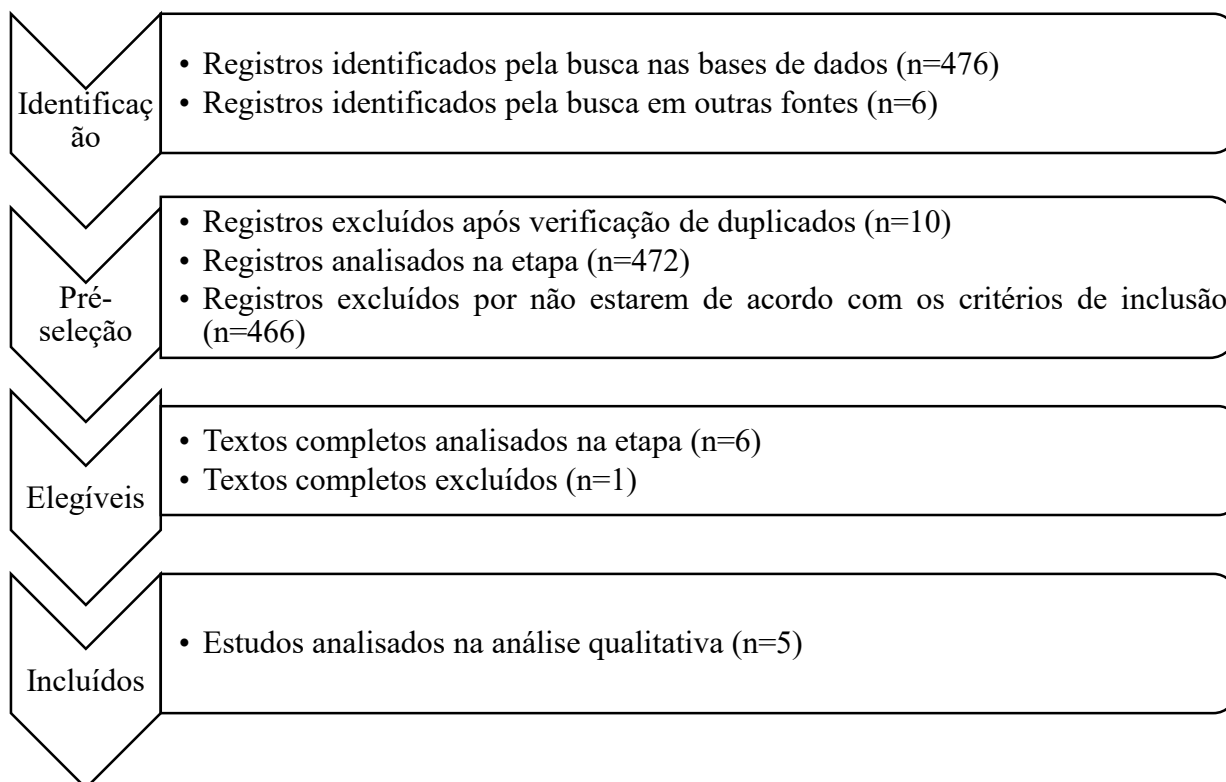 Identificaç
ão
• Registros identificados pela busca nas bases de dados (n=476)
• Registros identificados pela busca em outras fontes (n=6)
Pré-
seleção
• Registros excluídos após verificação de duplicados (n=10)
• Registros analisados na etapa (n=472)
• Registros excluídos por não estarem de acordo com os critérios de inclusão
(n=466)
Elegíveis
• Textos completos analisados na etapa (n=6)
• Textos completos excluídos (n=1)
Incluídos
• Estudos analisados na análise qualitativa (n=5)